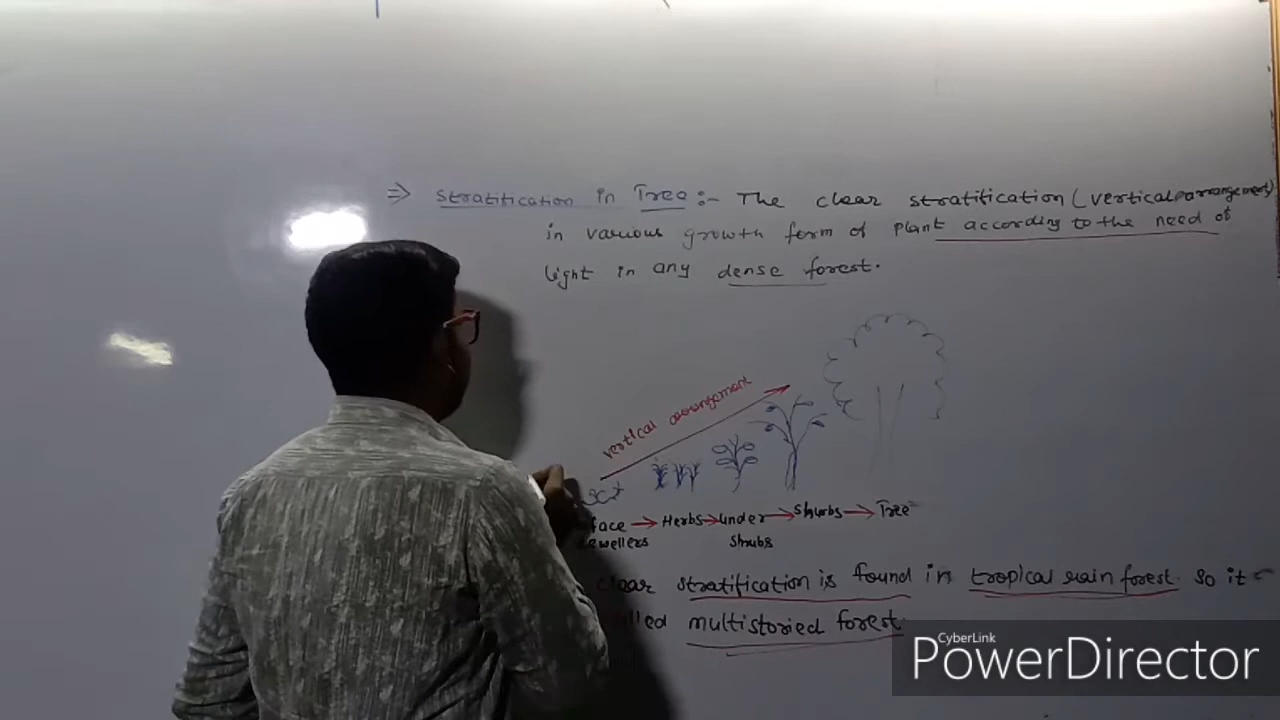 ⇒ Stratification in Tree :- The clear stratification (vertical arrangement)
in various growth form of plant according to the need of
light in any dense forest.
vertical arrangement
face → Herbs → under → Shurbs → Tree
ewellers Shrubs
clear stratification is found in tropical rain forest. So it
lled multistoried forest.
CyberLink
PowerDirector